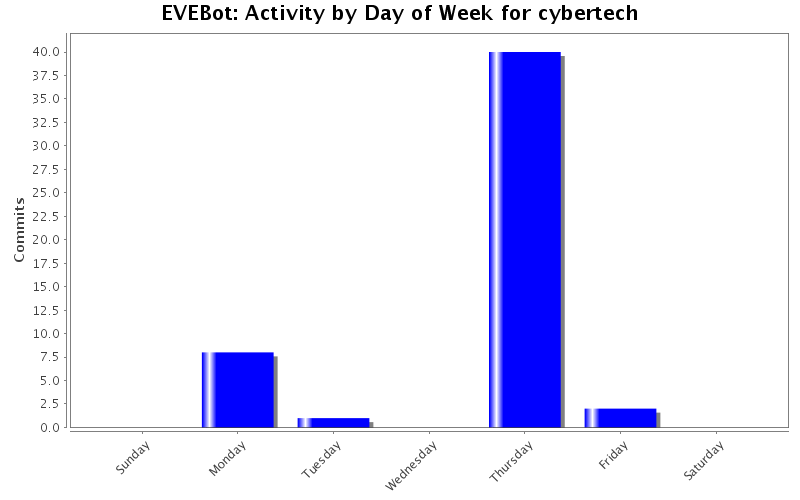 EVEBot: Activity by Day of Week for cybertech
40.0
37.5
35.0
32.5
30.0
27.5
25.0
22.5
20.0
17.5
15.0
12.5
10.0
7.5
5.0
2.5
0.0
Commits
Sunday
Monday
Tuesday
Wednesday
Thursday
Friday
Saturday